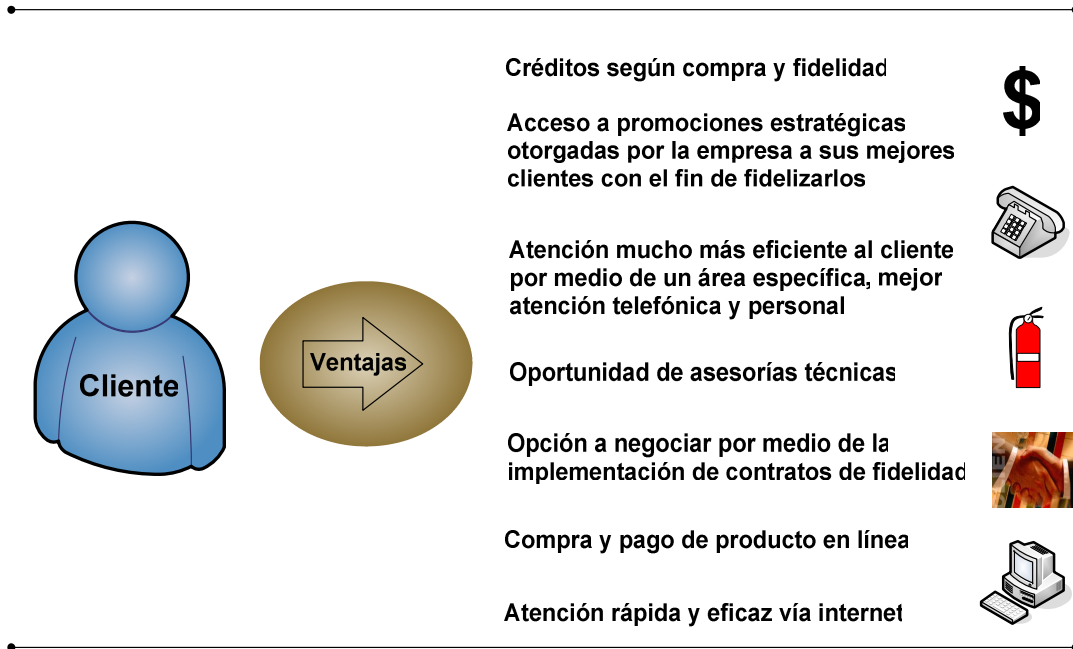 Créditos según compra y fidelidad
$
Acceso a promociones estratégicas
otorgadas por la empresa a sus mejores
clientes con el fin de fidelizarlos
Atención mucho más eficiente al cliente
por medio de un área específica, mejor
atención telefónica y personal
Cliente
Ventajas
Oportunidad de asesorías técnicas
Opción a negociar por medio de la
implementación de contratos de fidelidad
Compra y pago de producto en línea
Atención rápida y eficaz vía internet